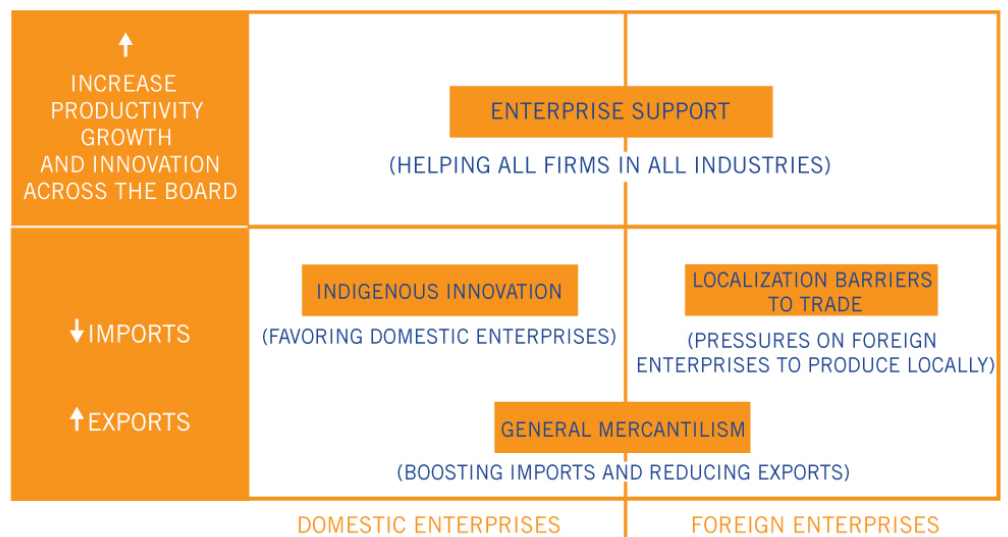 ↑
INCREASE
PRODUCTIVITY
GROWTH
AND INNOVATION
ACROSS THE BOARD
ENTERPRISE SUPPORT
(HELPING ALL FIRMS IN ALL INDUSTRIES)
↓IMPORTS
↑EXPORTS
INDIGENOUS INNOVATION
(FAVORING DOMESTIC ENTERPRISES)
LOCALIZATION BARRIERS
TO TRADE
(PRESSURES ON FOREIGN
ENTERPRISES TO PRODUCE LOCALLY)
GENERAL MERCANTILISM
(BOOSTING IMPORTS AND REDUCING EXPORTS)
DOMESTIC ENTERPRISES
FOREIGN ENTERPRISES